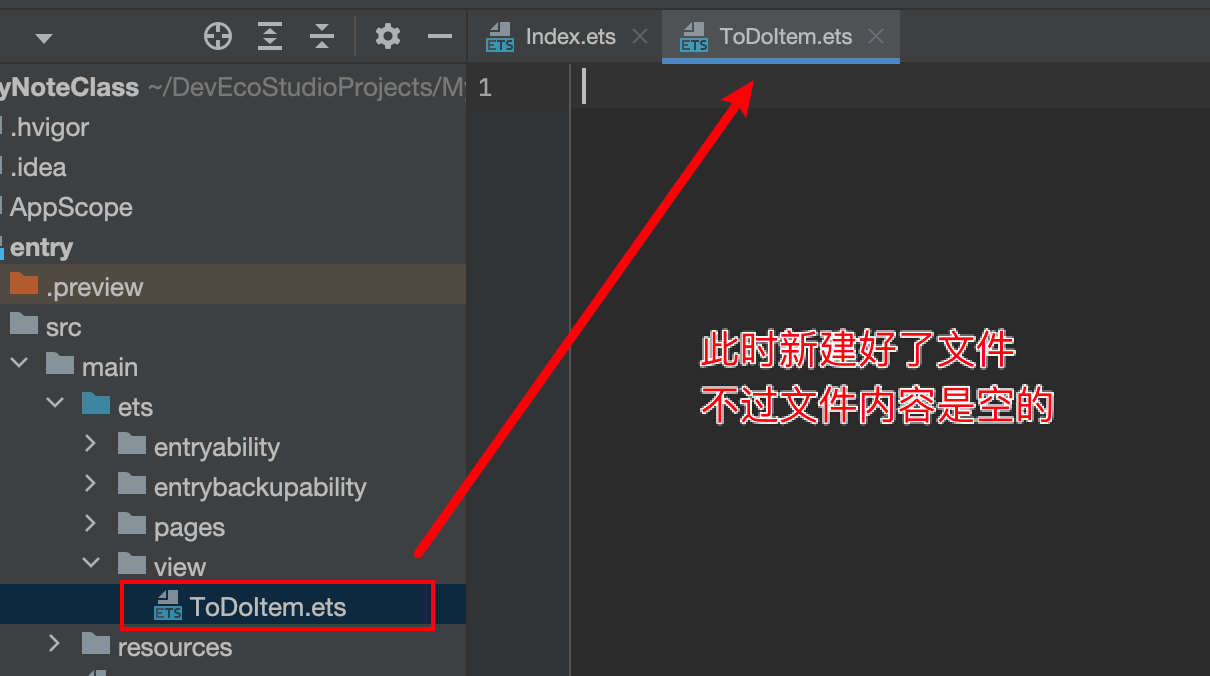 Index.ets
ToDoItem.ets
yNoteClass ~/DevEcoStudioProjects/My
1
.hvigor
.idea
AppScope
entry
.preview
src
main
ets
entryability
entrybackupability
pages
view
ETS ToDoItem.ets
resources
此时新建好了文件
不过文件内容是空的